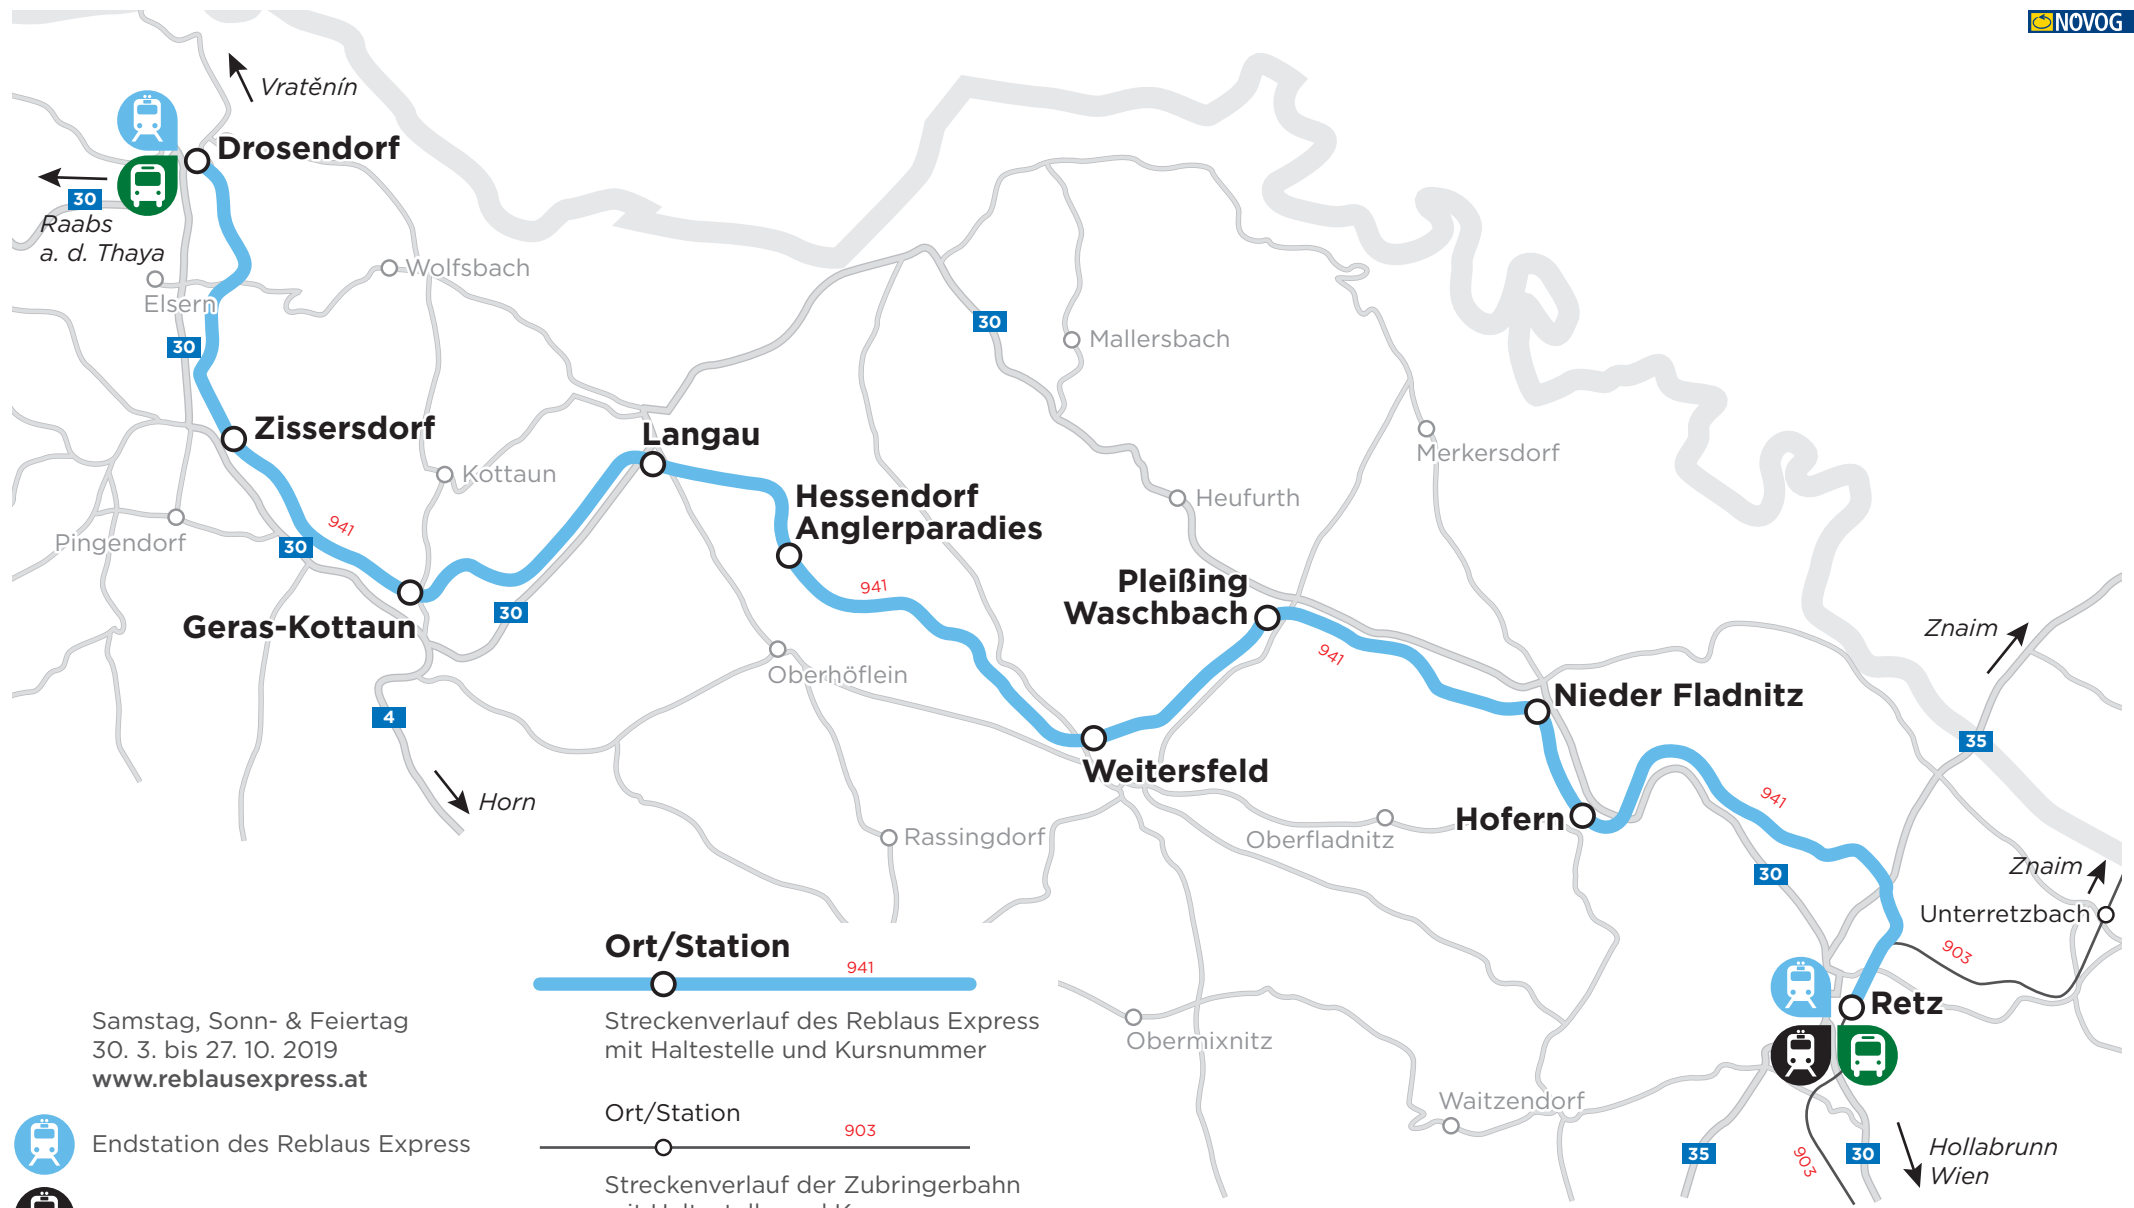 NÖVOG
Vratěnín
Drosendorf
30
Raabs
a. d. Thaya
Elsern
Wolfsbach
30
30
Mallersbach
Zissersdorf
Langau
Kottaun
Merkersdorf
Hessendorf
Anglerparadies
Heufurth
941
Pingendorf
30
Geras-Kottaun
30
941
Pleißing
Waschbach
941
Znaim
Oberhöflein
Nieder Fladnitz
4
35
Weitersfeld
Horn
941
Hofern
Oberfladnitz
Rassingdorf
30
Znaim
Unterretzbach
903
Retz
Obermixnitz
Waitzendorf
35
903
30
Hollabrunn
Wien
Ort/Station
941
Streckenverlauf des Reblaus Express
mit Haltestelle und Kursnummer
Samstag, Sonn- & Feiertag
30. 3. bis 27. 10. 2019
www.reblausexpress.at
Ort/Station
903
Endstation des Reblaus Express
Streckenverlauf der Zubringerbahn